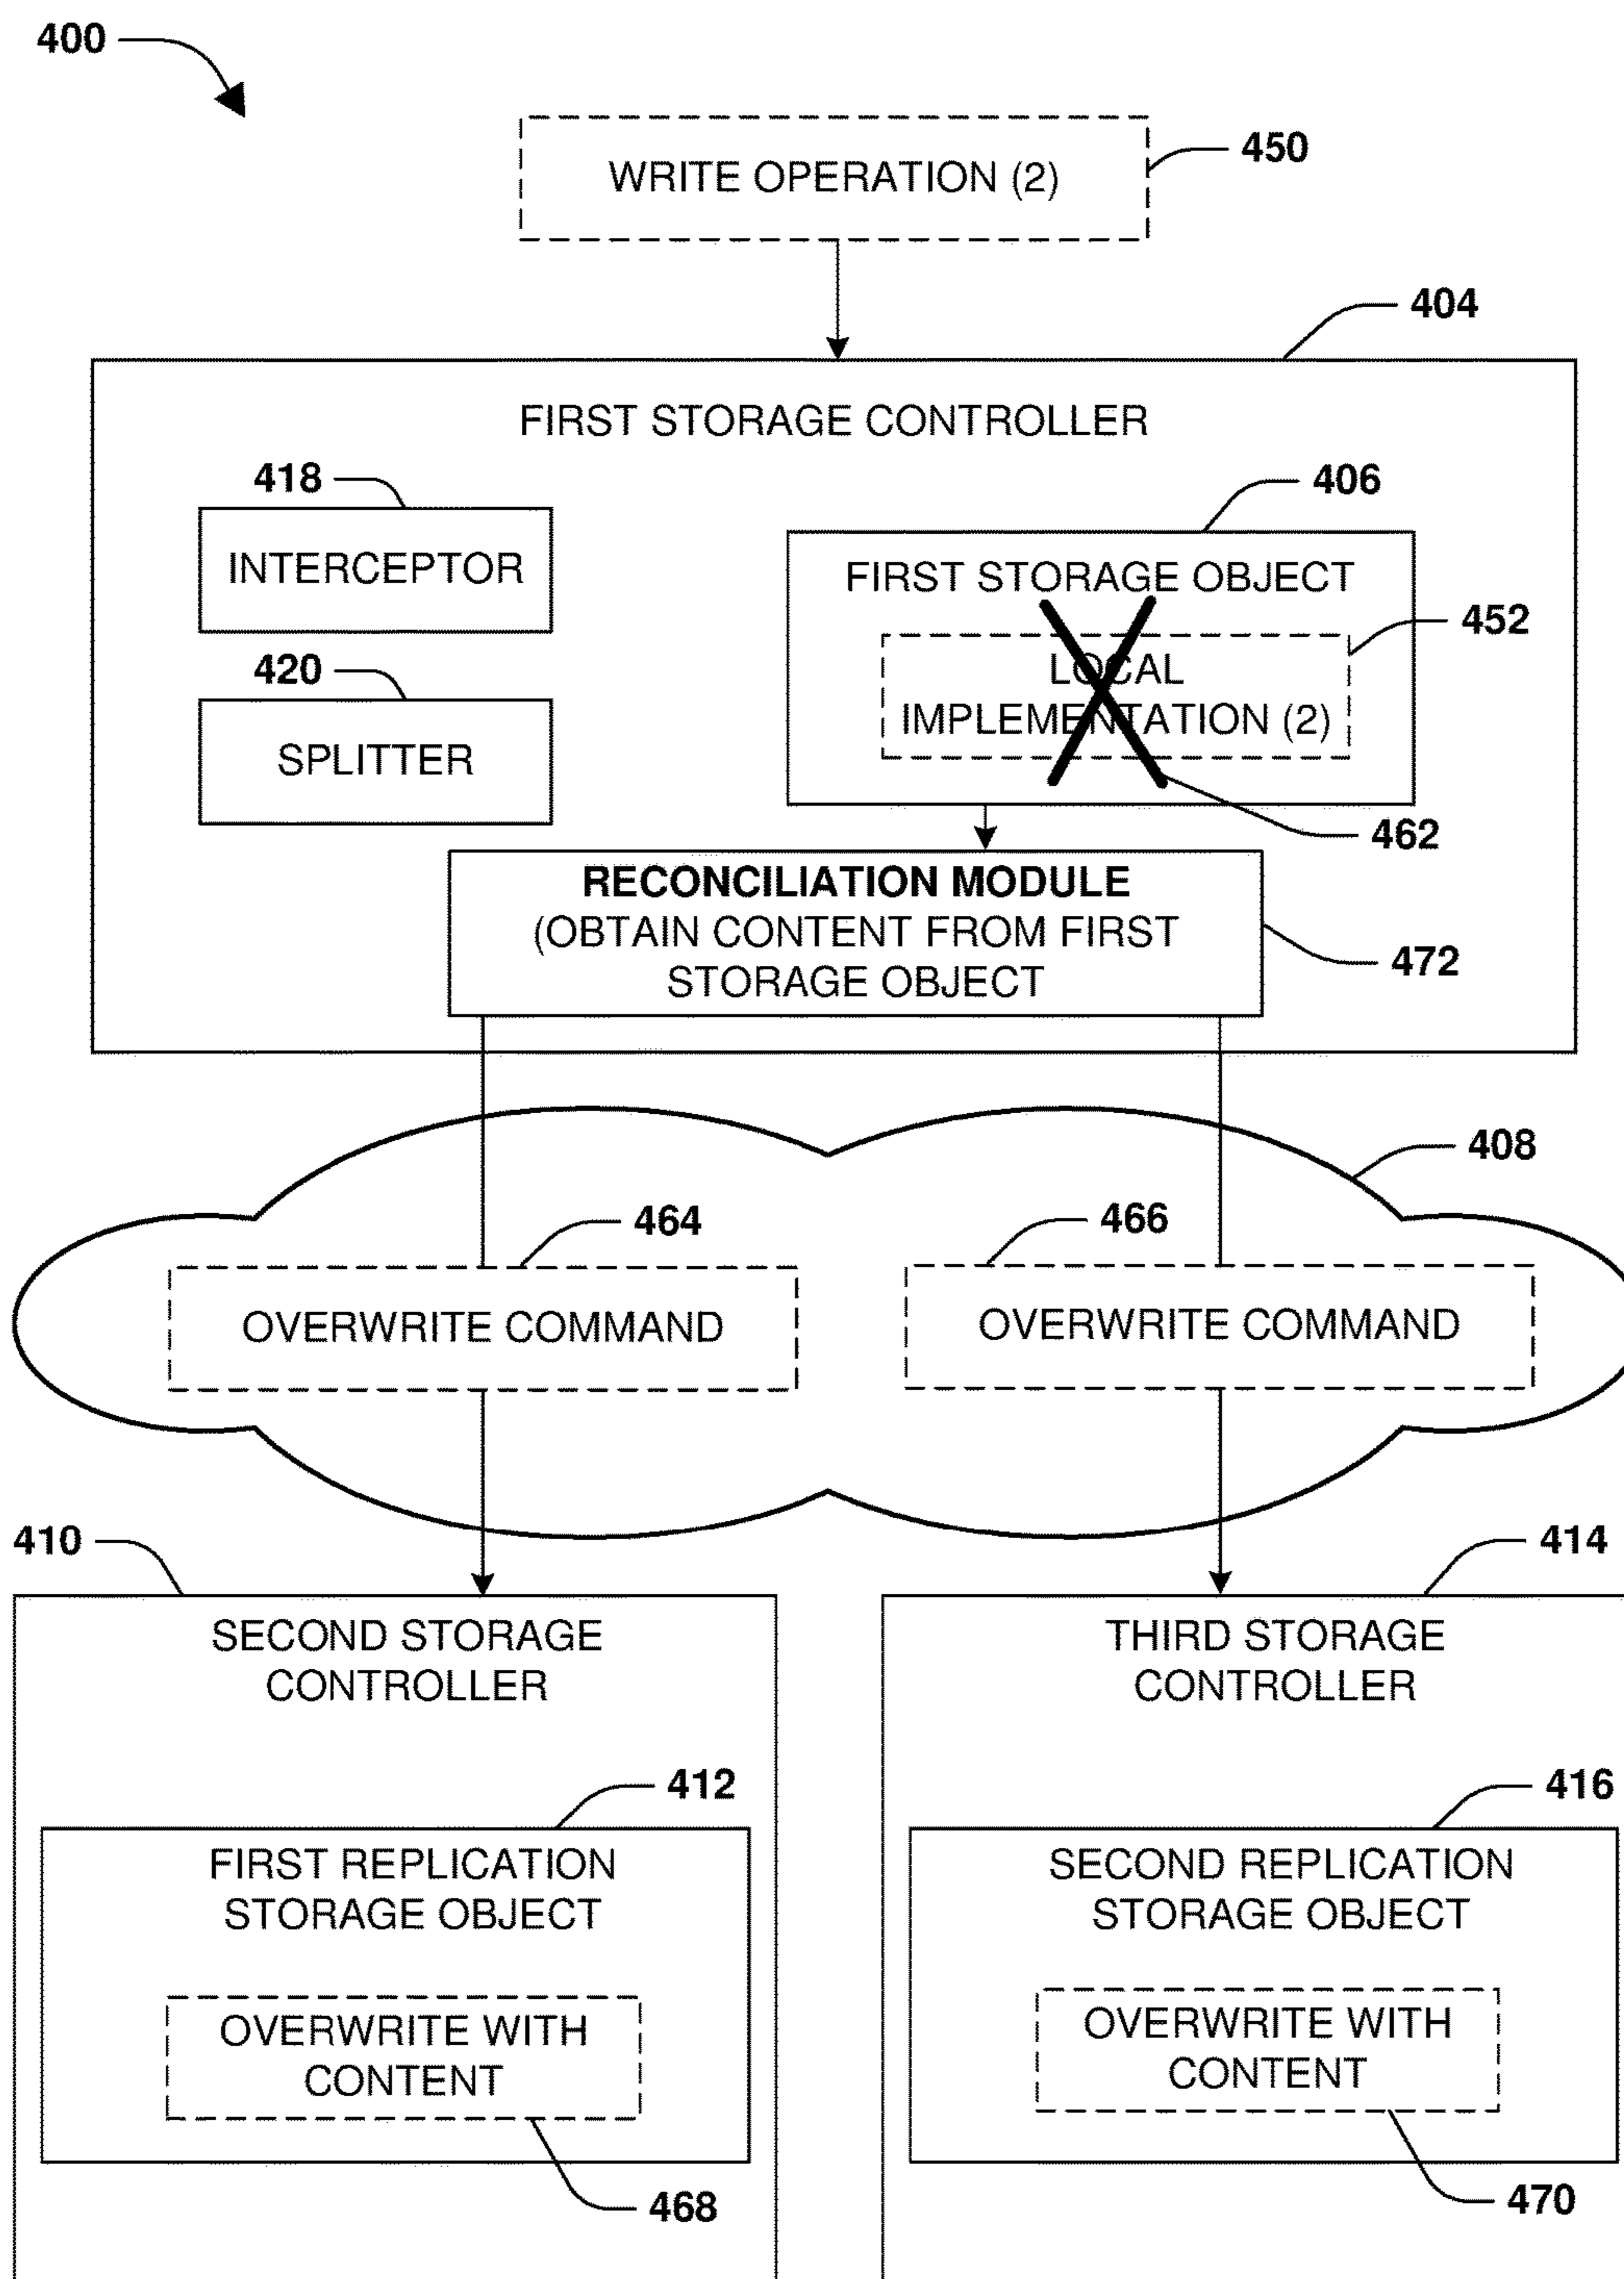 400
WRITE OPERATION (2)
450
404
FIRST STORAGE CONTROLLER
418
INTERCEPTOR
406
FIRST STORAGE OBJECT
452
LOCAL
IMPLEMENTATION (2)
420
SPLITTER
462
RECONCILIATION MODULE
(OBTAIN CONTENT FROM FIRST
STORAGE OBJECT
472
408
464
OVERWRITE COMMAND
466
OVERWRITE COMMAND
410
SECOND STORAGE
CONTROLLER
412
FIRST REPLICATION
STORAGE OBJECT
OVERWRITE WITH
CONTENT
468
414
THIRD STORAGE
CONTROLLER
416
SECOND REPLICATION
STORAGE OBJECT
OVERWRITE WITH
CONTENT
470